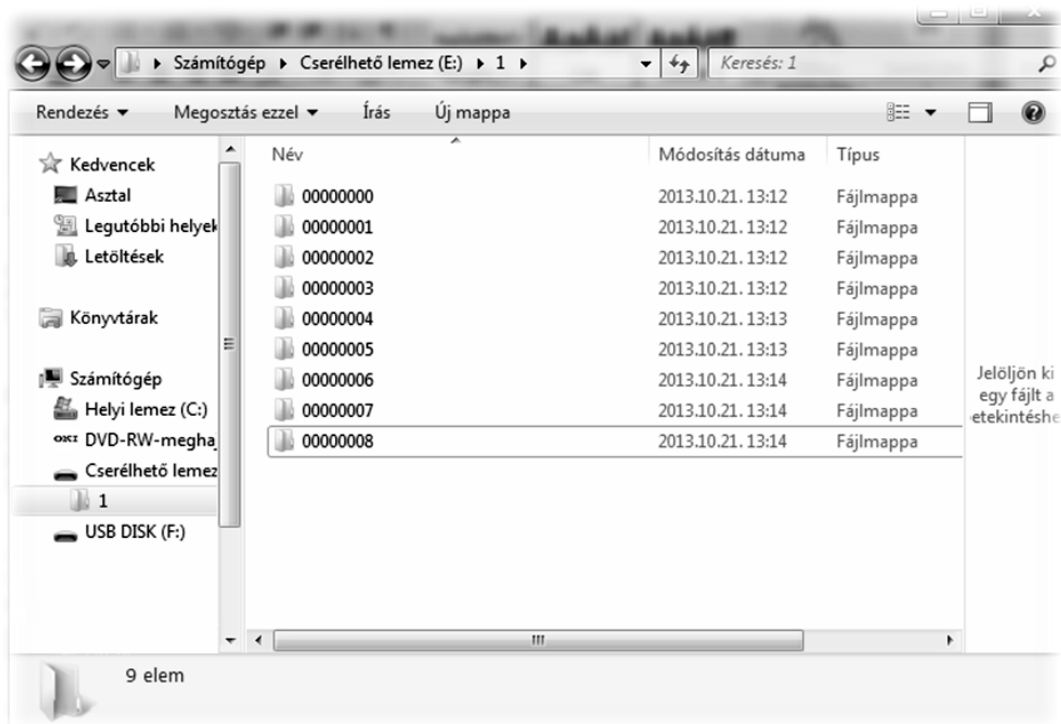 Számítógép ▸ Cserélhető lemez (E:) ▸ 1 ▸
Keresés: 1
Rendezés ▾ Megosztás ezzel ▾ Írás Új mappa
Kedvencek
Asztal
Legutóbbi helyek
Letöltések
Könyvtárak
Számítógép
Helyi lemez (C:)
DVD-RW-megha
Cserélhető lemez
1
USB DISK (F:)
Név Módosítás dátuma Típus
00000000 2013.10.21. 13:12 Fájlmappa
00000001 2013.10.21. 13:12 Fájlmappa
00000002 2013.10.21. 13:12 Fájlmappa
00000003 2013.10.21. 13:12 Fájlmappa
00000004 2013.10.21. 13:13 Fájlmappa
00000005 2013.10.21. 13:13 Fájlmappa
00000006 2013.10.21. 13:14 Fájlmappa
00000007 2013.10.21. 13:14 Fájlmappa
00000008 2013.10.21. 13:14 Fájlmappa
Jelöljön ki
egy fájlt a
etekintéshe
9 elem